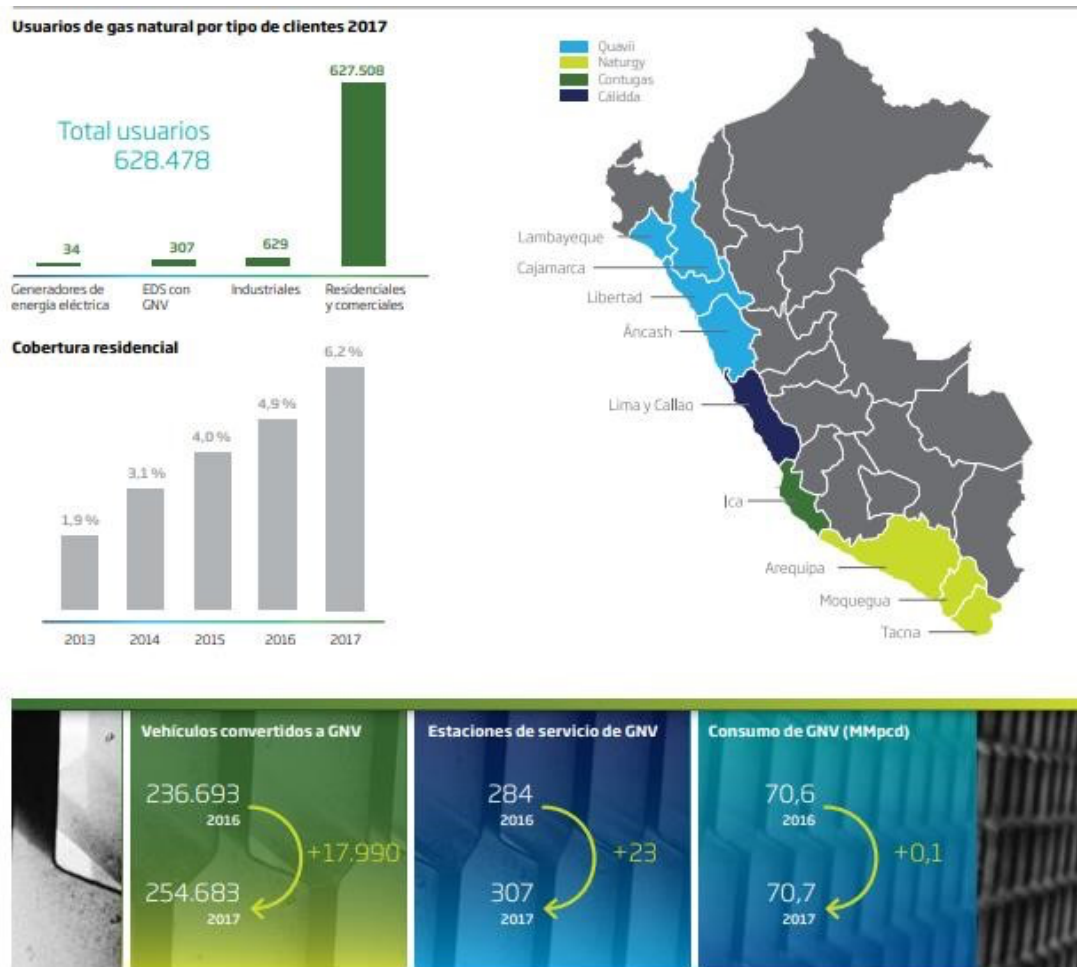 Usuarios de gas natural por tipo de clientes 2017
Total usuarios
628.478
34
307
629
627.508
Generadores de
energía eléctrica
EDS con
GNV
Industriales
Residenciales
y comerciales
Cobertura residencial
1,9 %
3,1 %
4,0 %
4,9 %
6,2 %
2013
2014
2015
2016
2017
Quavii
Naturgy
Contugas
Cálidda
Lambayeque
Cajamarca
Libertad
Áncash
Lima y Callao
Ica
Arequipa
Moquegua
Tacna
Vehículos convertidos a GNV
236.693
2016
+17.990
254.683
2017
Estaciones de servicio de GNV
284
2016
+23
307
2017
Consumo de GNV (MMpcd)
70,6
2016
+0,1
70,7
2017